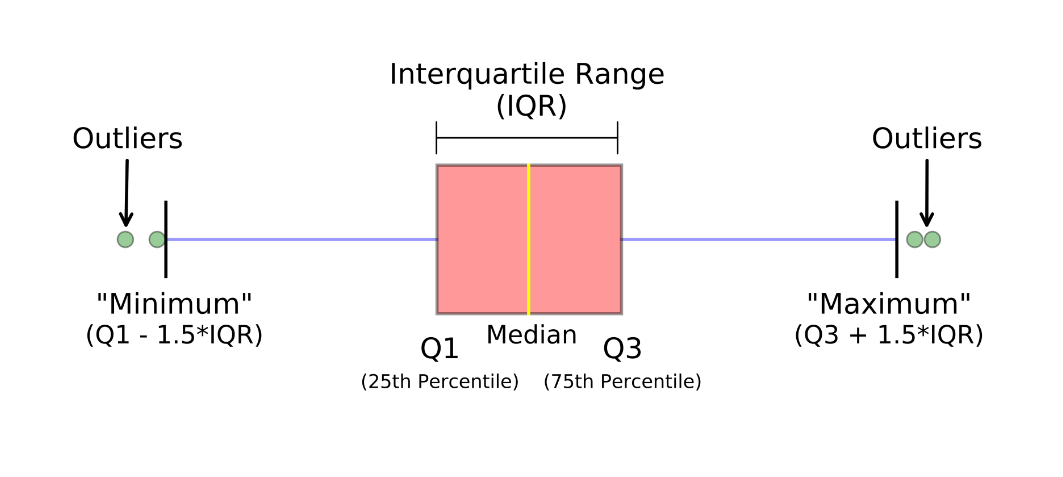 Interquartile Range
(IQR)
Outliers
Outliers
"Minimum"
(Q1 - 1.5*IQR)
"Maximum"
(Q3 + 1.5*IQR)
Median
Q1
Q3
(25th Percentile)
(75th Percentile)